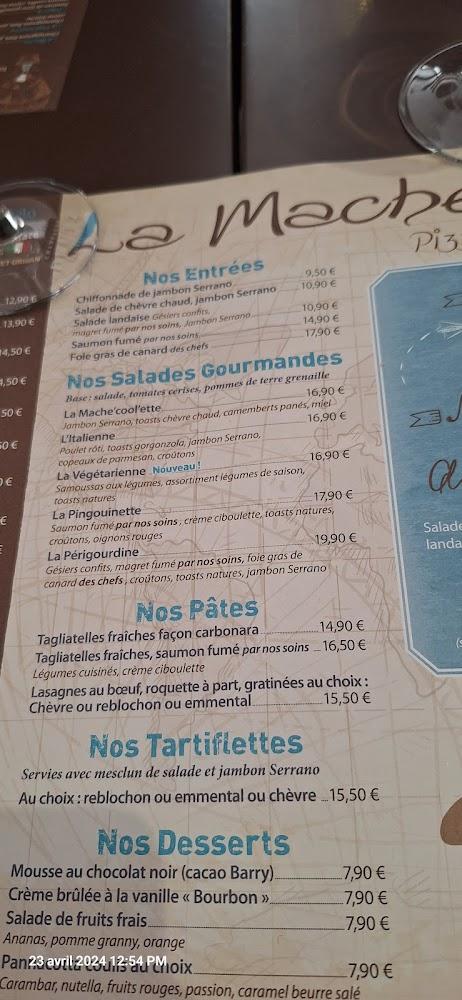 La Mache
Piz
12,90 €
13,90 €
14,50 €
,50 €
50 €
Nos Entrées
Chiffonnade de jambon Serrano 9,50 €
Salade de chèvre chaud, jambon Serrano 10,90 €
Salade landaise Gésiers confits,
magret fumé par nos soins, Jambon Serrano 10,90 €
Saumon fumé par nos soins 14,90 €
Foie gras de canard des chefs 17,90 €
Nos Salades Gourmandes
Base : salade, tomates cerises, pommes de terre grenaille
La Mache'cool'ette 16,90 €
Jambon Serrano, toasts chèvre chaud, camemberts panés, miel
L'Italienne 16,90 €
Poulet rôti, toasts gorgonzola, jambon Serrano,
copeaux de parmesan, croûtons
La Végétarienne Nouveau ! 16,90 €
Samoussas aux légumes, assortiment légumes de saison,
toasts natures
La Pingouinette 17,90 €
Saumon fumé par nos soins, crème ciboulette, toasts natures,
croûtons, oignons rouges
La Périgourdine 19,90 €
Gésiers confits, magret fumé par nos soins, foie gras de
canard des chefs, croûtons, toasts natures, jambon Serrano
Nos Pâtes
Tagliatelles fraîches façon carbonara 14,90 €
Tagliatelles fraîches, saumon fumé par nos soins 16,50 €
Légumes cuisinés, crème ciboulette
Lasagnes au bœuf, roquette à part, gratinées au choix :
Chèvre ou reblochon ou emmental 15,50 €
Nos Tartiflettes
Servies avec mesclun de salade et jambon Serrano
Au choix : reblochon ou emmental ou chèvre 15,50 €
Nos Desserts
Mousse au chocolat noir (cacao Barry) 7,90 €
Crème brûlée à la vanille « Bourbon » 7,90 €
Salade de fruits frais 7,90 €
Ananas, pomme granny, orange
Pannacotta coulis au choix 7,90 €
Carambar, nutella, fruits rouges, passion, caramel beurre salé
Salade
landa
23 avril 2024 12:54 PM